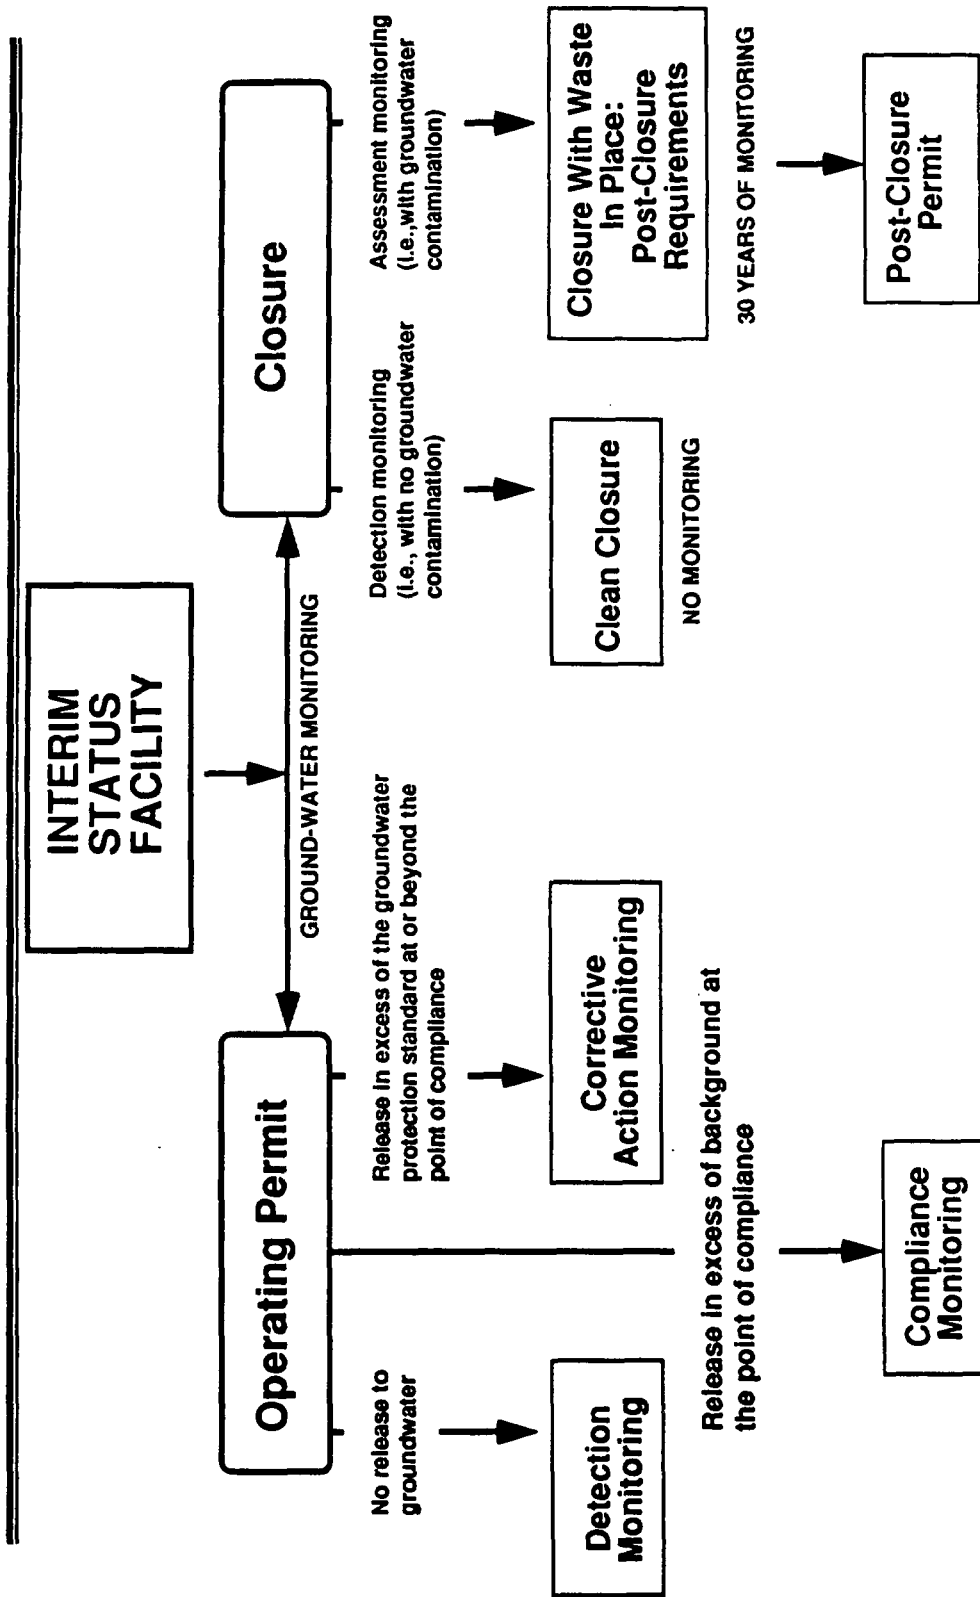 INTERIM
STATUS
FACILITY
GROUND-WATER MONITORING
Operating Permit
No release to
groundwater
Detection
Monitoring
Release in excess of the groundwater
protection standard at or beyond the
point of compliance
Corrective
Action Monitoring
Release in excess of background at
the point of compliance
Compliance
Monitoring
Closure
Detection monitoring
(i.e., with no groundwater
contamination)
Clean Closure
NO MONITORING
Assessment monitoring
(i.e.,with groundwater
contamination)
Closure With Waste
In Place:
Post-Closure
Requirements
30 YEARS OF MONITORING
Post-Closure
Permit